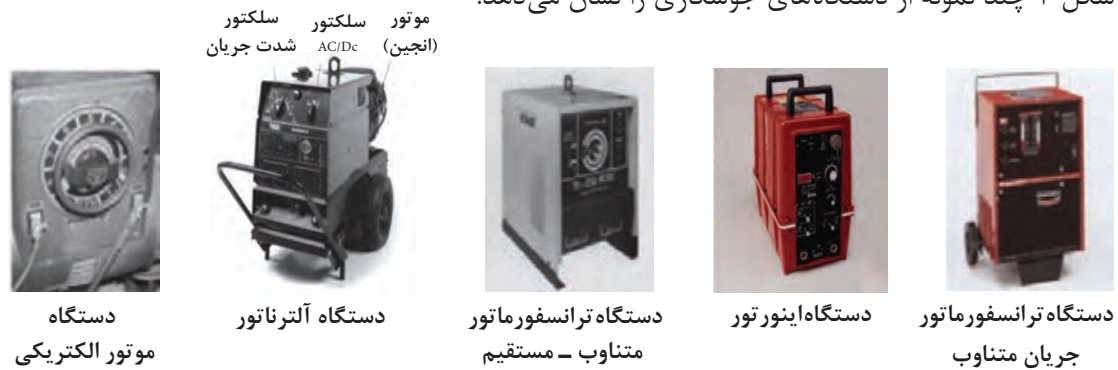 شکل ۱ چند نمونه از دستگاه‌های جوشکاری را نشان می‌دهد.
موتور (انجین)
سلکتور AC/Dc
سلکتور شدت جریان
دستگاه ترانسفورماتور جریان متناوب
دستگاه اینورتور
دستگاه ترانسفورماتور متناوب – مستقیم
دستگاه آلترناتور
دستگاه موتور الکتریکی